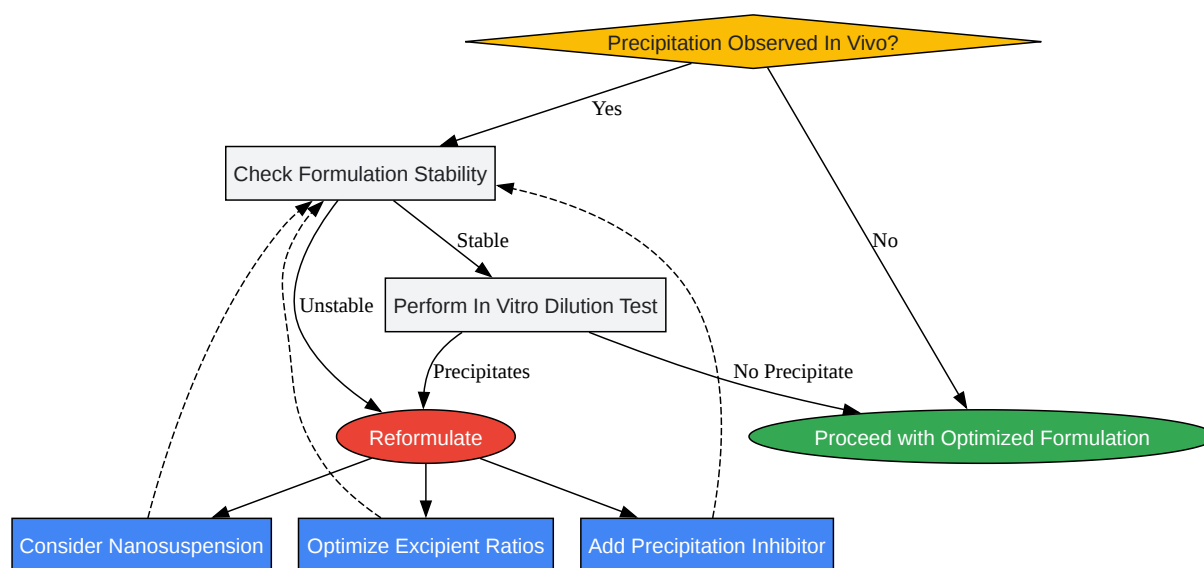 Precipitation Observed In Vivo?
Yes
Check Formulation Stability
No
Stable
Unstable
Perform In Vitro Dilution Test
Precipitates
No Precipitate
Reformulate
Proceed with Optimized Formulation
Consider Nanosuspension
Optimize Excipient Ratios
Add Precipitation Inhibitor